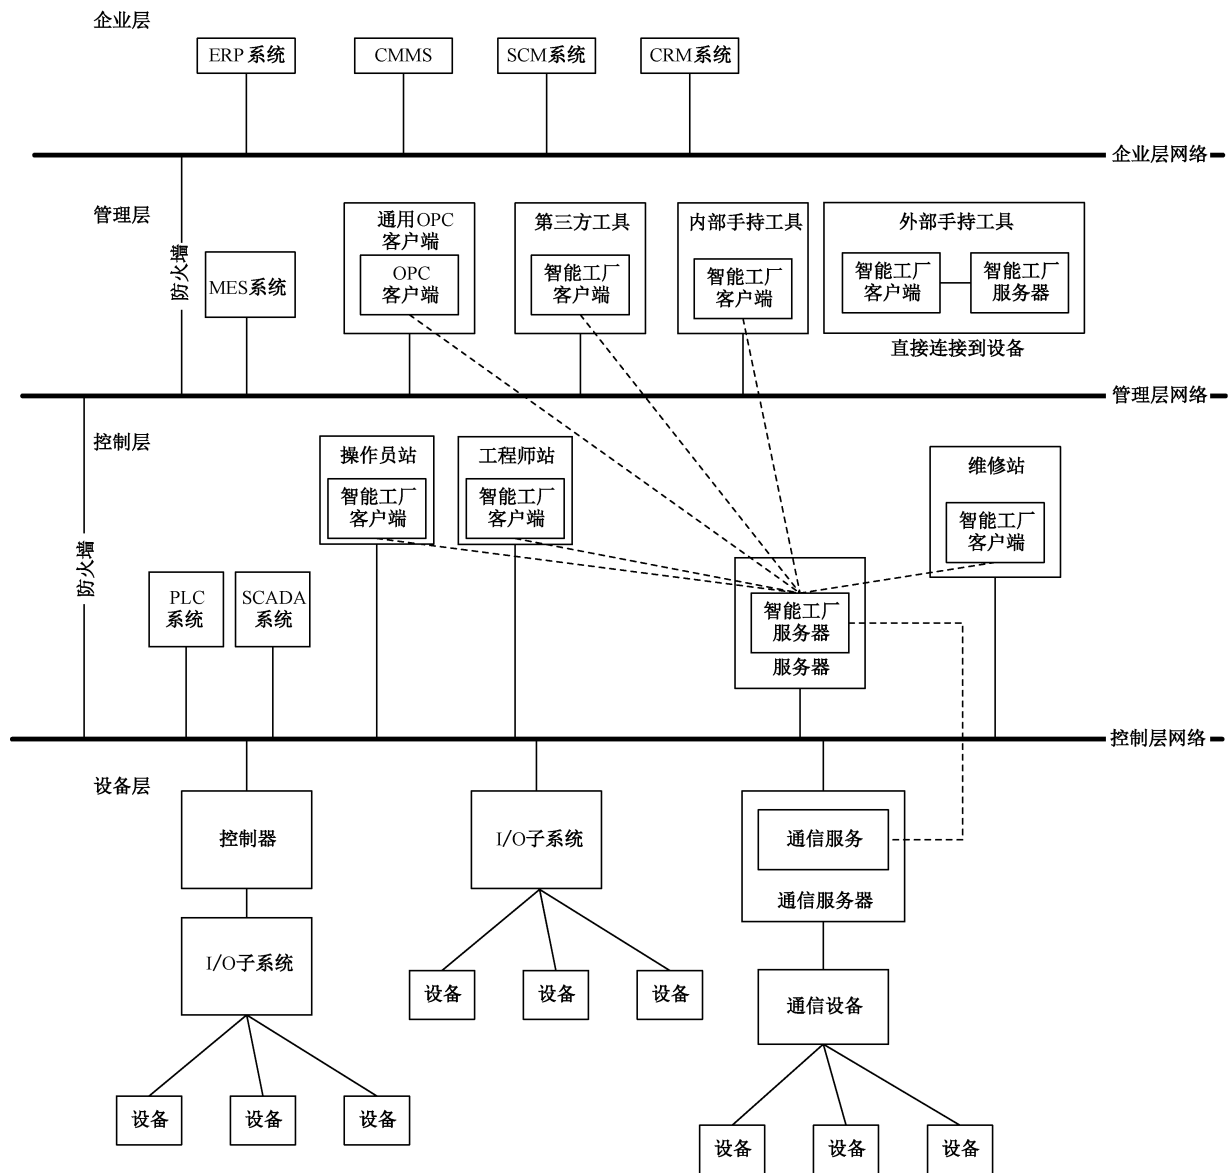 企业层
ERP 系统
CMMS
SCM系统
CRM系统
企业层网络
管理层
防火墙
MES系统
通用OPC
客户端
OPC
客户端
第三方工具
智能工厂
客户端
内部手持工具
智能工厂
客户端
外部手持工具
智能工厂
客户端
智能工厂
服务器
直接连接到设备
管理层网络
控制层
防火墙
PLC
系统
SCADA
系统
操作员站
智能工厂
客户端
工程师站
智能工厂
客户端
智能工厂
服务器
服务器
维修站
智能工厂
客户端
控制层网络
设备层
控制器
I/O子系统
设备
设备
设备
I/O子系统
设备
设备
设备
通信服务
通信服务器
通信设备
设备
设备
设备